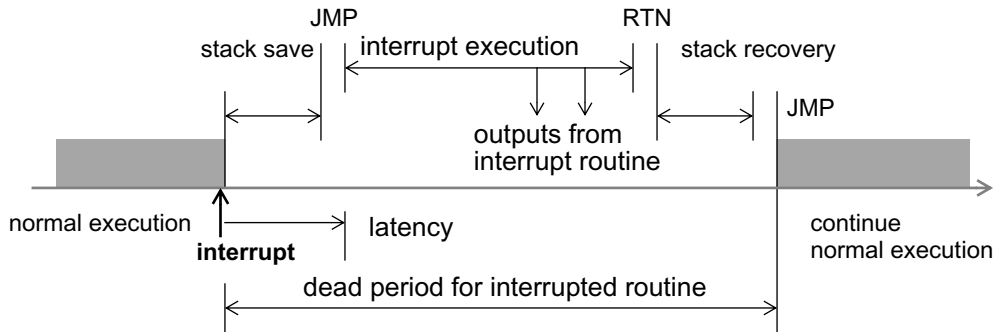 JMP
RTN
stack save
interrupt execution
stack recovery
JMP
outputs from
interrupt routine
normal execution
interrupt
latency
continue
normal execution
dead period for interrupted routine